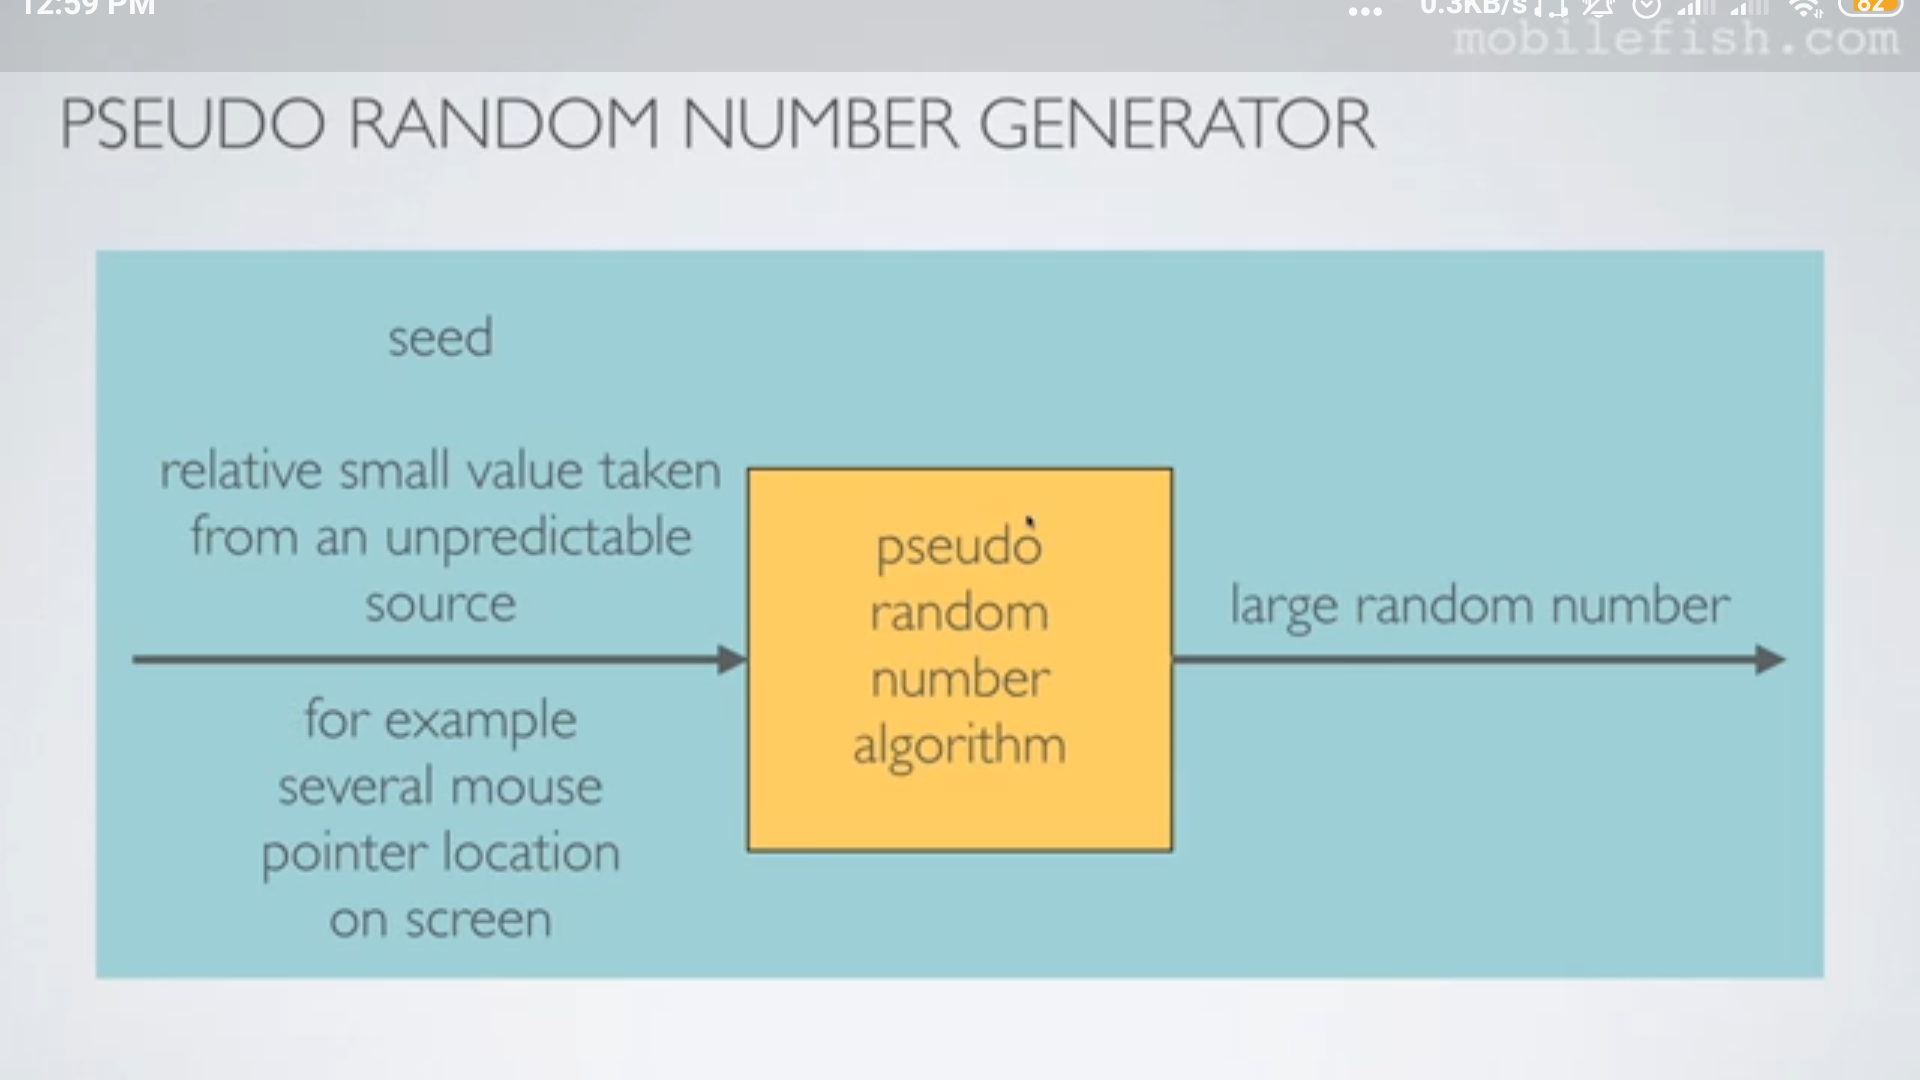 12:59 PM
... 0.3KB/s 82
mobilefish.com
PSEUDO RANDOM NUMBER GENERATOR
seed
relative small value taken
from an unpredictable
source
for example
several mouse
pointer location
on screen
pseudo
random
number
algorithm
large random number